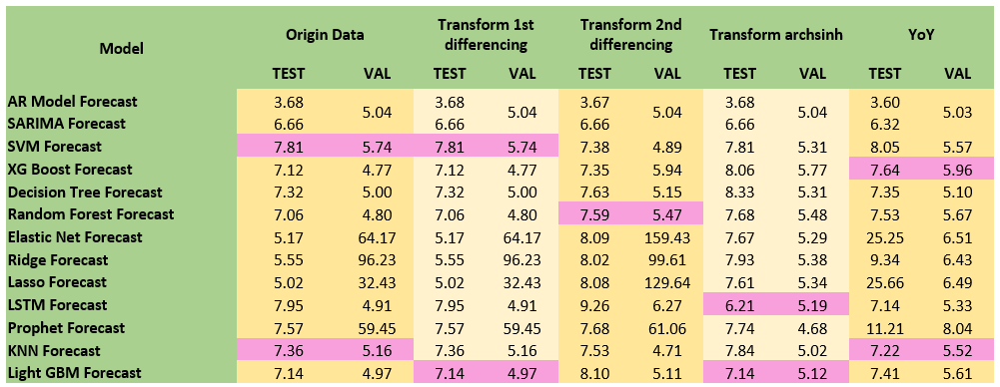 Model Origin Data Transform 1st differencing Transform 2nd differencing Transform archsinh YoY
TEST VAL TEST VAL TEST VAL TEST VAL TEST VAL
AR Model Forecast 3.68 5.04 3.68 5.04 3.67 5.04 3.68 5.04 3.60 5.03
SARIMA Forecast 6.66 6.66 6.66 6.66 6.32
SVM Forecast 7.81 5.74 7.81 5.74 7.38 4.89 7.81 5.31 8.05 5.57
XG Boost Forecast 7.12 4.77 7.12 4.77 7.35 5.94 8.06 5.77 7.64 5.96
Decision Tree Forecast 7.32 5.00 7.32 5.00 7.63 5.15 8.33 5.31 7.35 5.10
Random Forest Forecast 7.06 4.80 7.06 4.80 7.59 5.47 7.68 5.48 7.53 5.67
Elastic Net Forecast 5.17 64.17 5.17 64.17 8.09 159.43 7.67 5.29 25.25 6.51
Ridge Forecast 5.55 96.23 5.55 96.23 8.02 99.61 7.93 5.38 9.34 6.43
Lasso Forecast 5.02 32.43 5.02 32.43 8.08 129.64 7.61 5.34 25.66 6.49
LSTM Forecast 7.95 4.91 7.95 4.91 9.26 6.27 6.21 5.19 7.14 5.33
Prophet Forecast 7.57 59.45 7.57 59.45 7.68 61.06 7.74 4.68 11.21 8.04
KNN Forecast 7.36 5.16 7.36 5.16 7.53 4.71 7.84 5.02 7.22 5.52
Light GBM Forecast 7.14 4.97 7.14 4.97 8.10 5.11 7.14 5.12 7.41 5.61